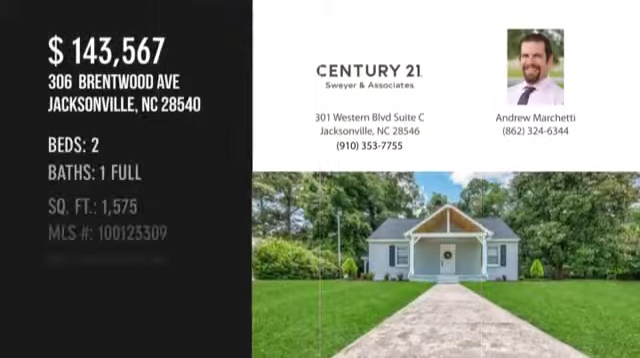 $ 143,567
306 BRENTWOOD AVE
JACKSONVILLE, NC 28540
BEDS: 2
BATHS: 1 FULL
SQ. FT.: 1,575
MLS #: 100123309
CENTURY 21
Sweyer & Associates
301 Western Blvd Suite C
Jacksonville, NC 28546
(910) 353-7755
Andrew Marchetti
(862) 324-6344